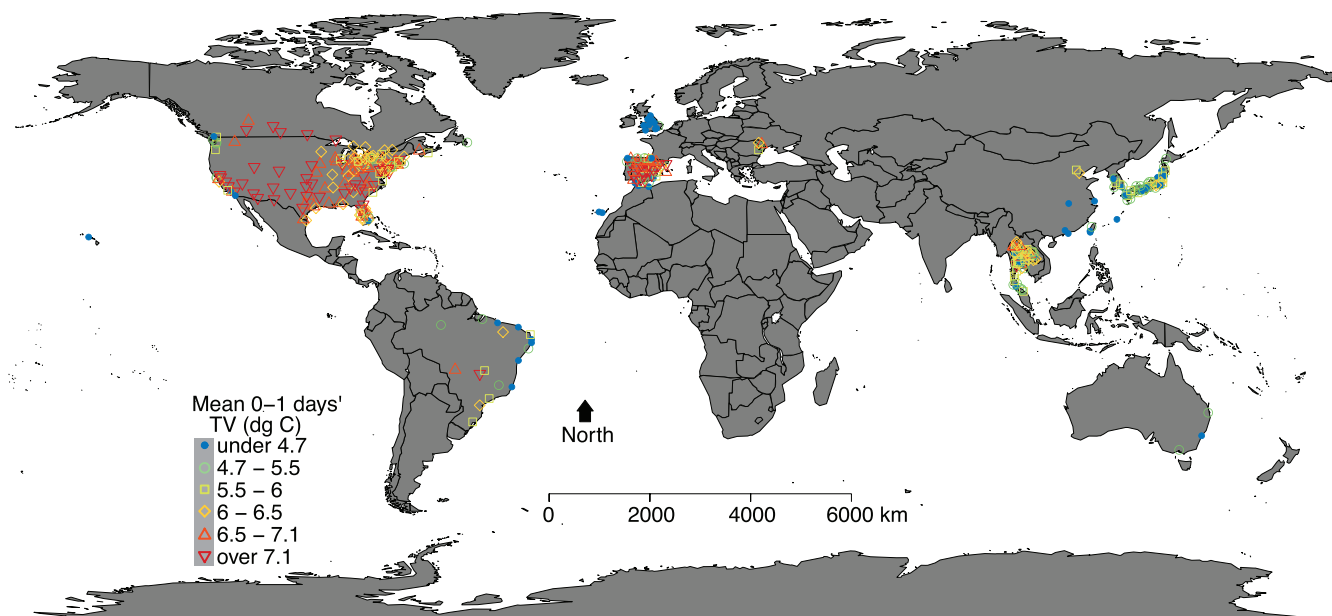 Mean 0−1 days'
TV (dg C)
under 4.7
4.7 − 5.5
5.5 − 6
6 − 6.5
6.5 − 7.1
over 7.1
North
0 2000 4000 6000 km